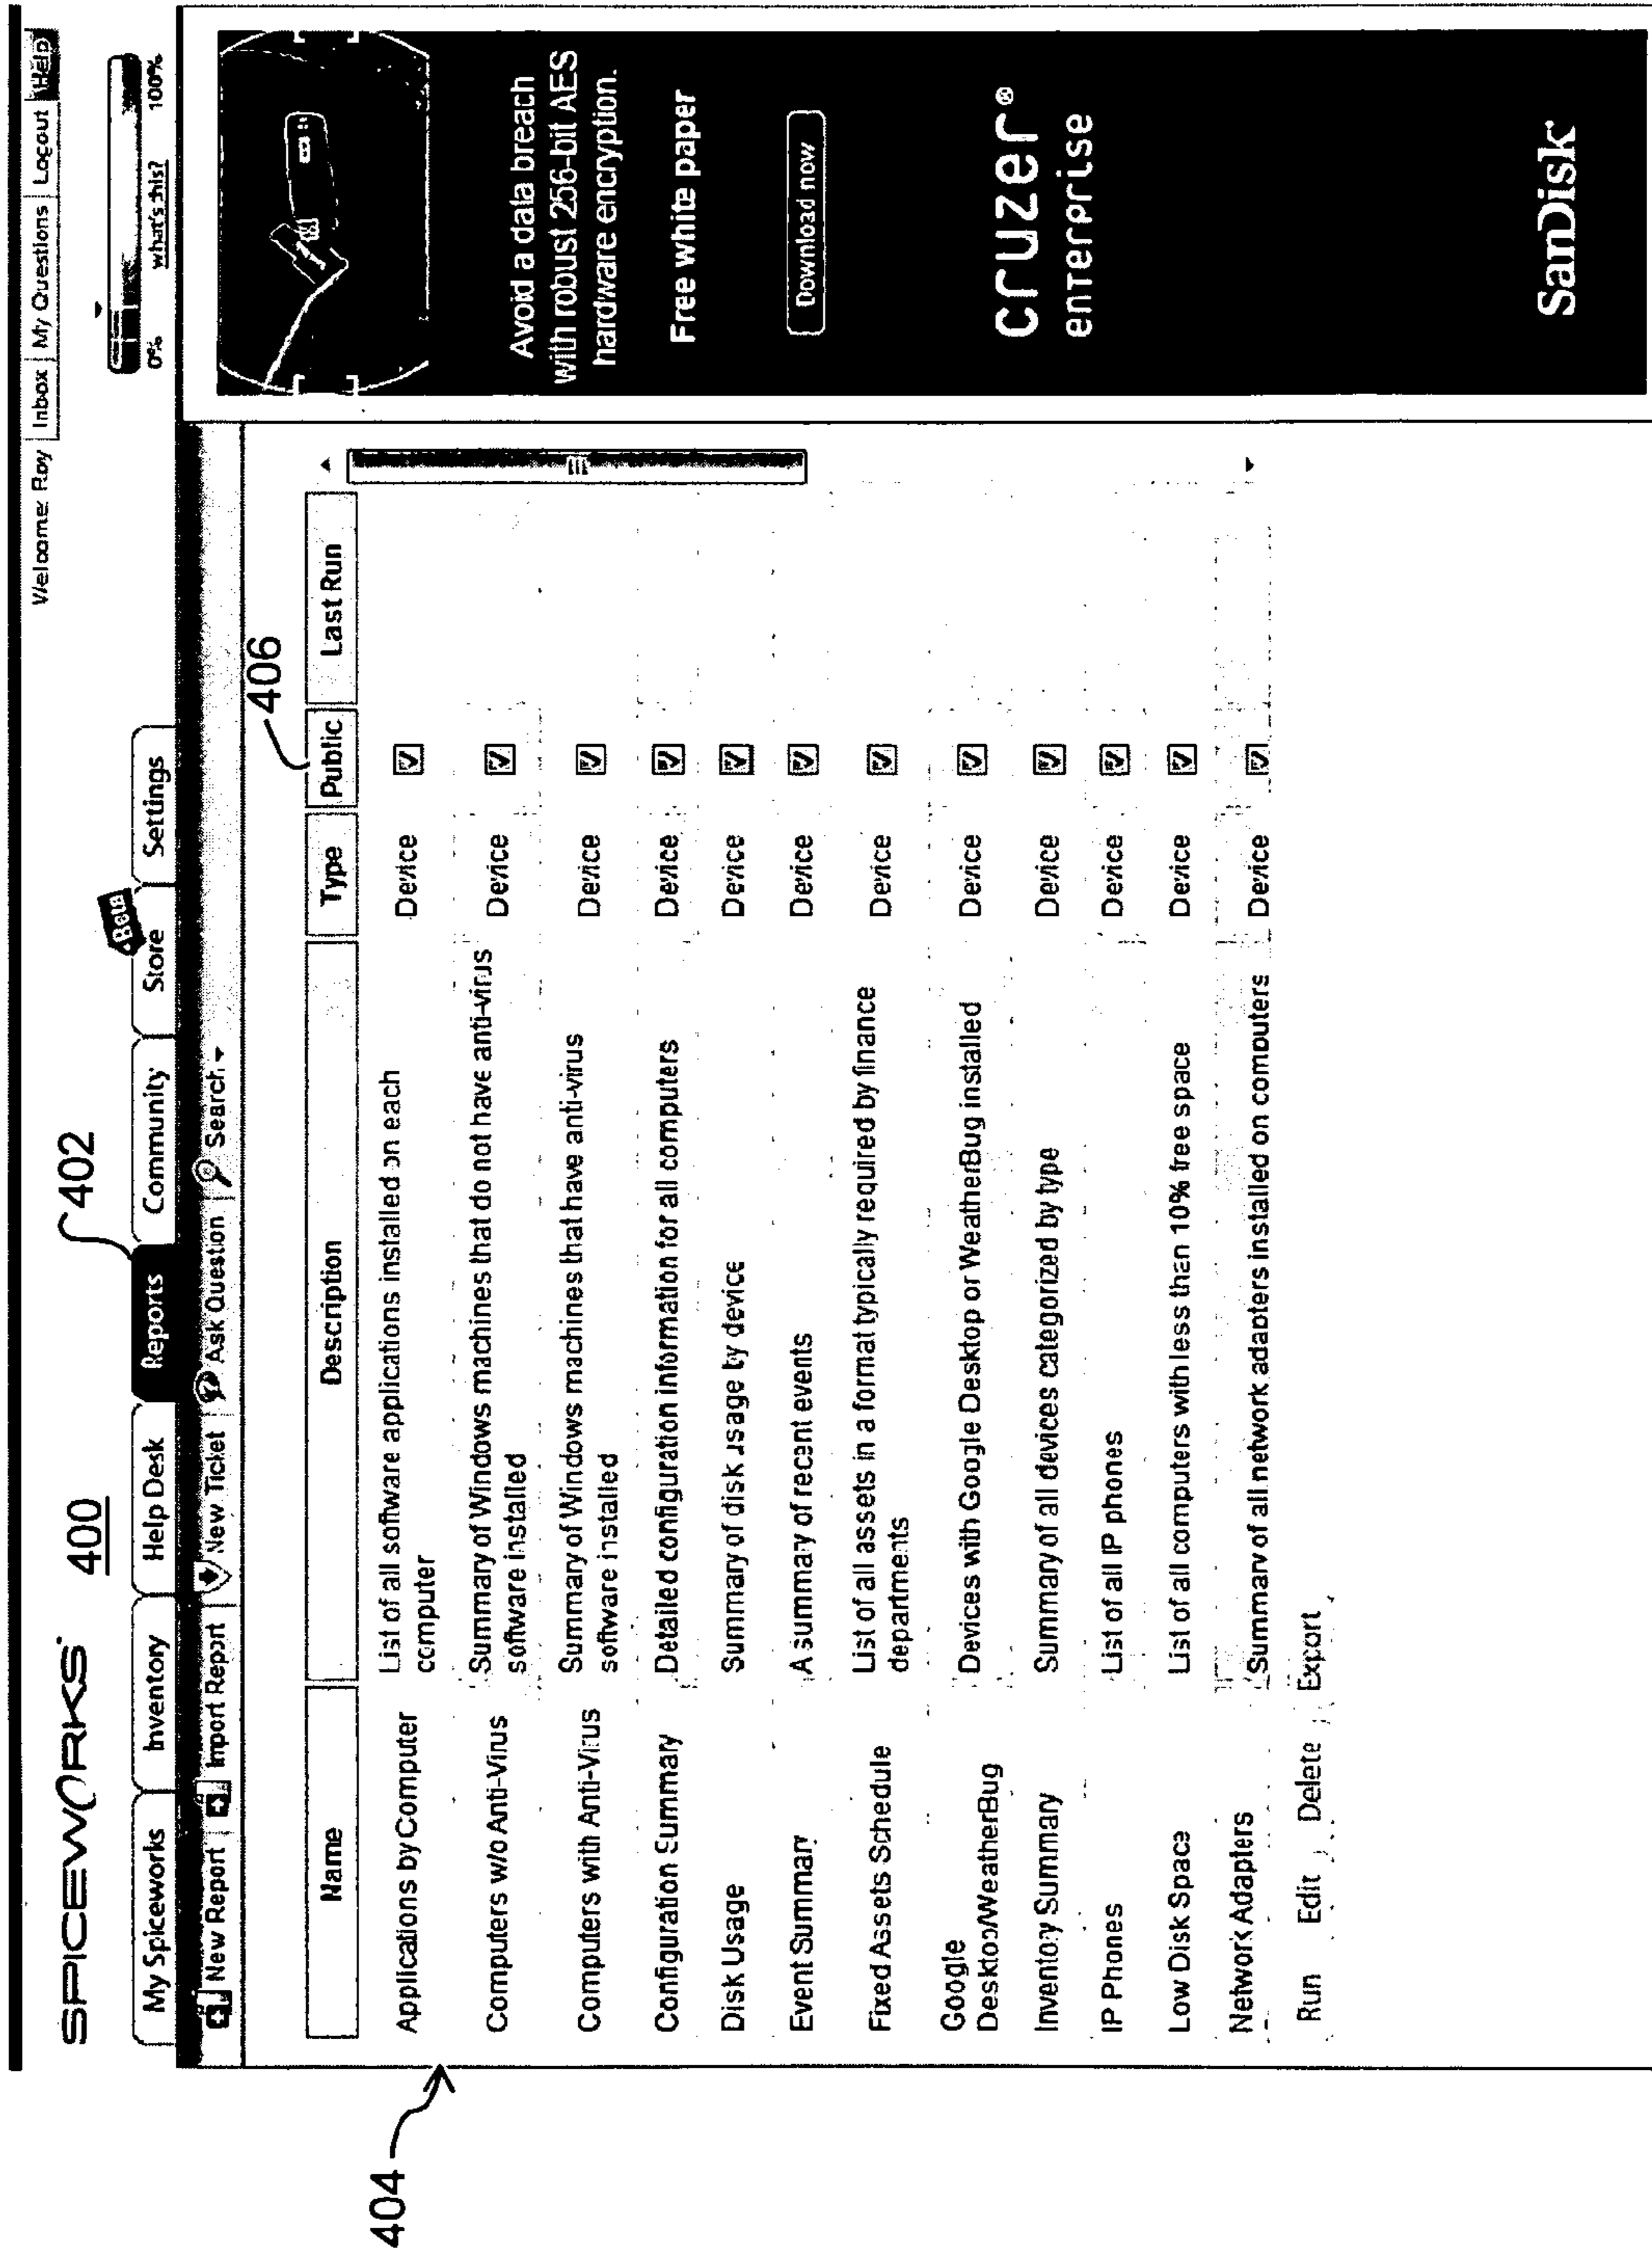 Welcome: Roy | Inbox | My Questions | Logout | Help
SPICEWORKS
400
402
0% what's this? 100%
My Spiceworks
Inventory
Help Desk
Reports
Community
Store
Beta
Settings
New Report
Import Report
New Ticket
Ask Question
Search
406
404
Name Description Type Public Last Run
Applications by Computer List of all software applications installed on each Device
computer
Computers w/o Anti-Virus Summary of Windows machines that do not have anti-virus Device
software installed
Computers with Anti-Virus Summary of Windows machines that have anti-virus Device
software installed
Configuration Summary Detailed configuration information for all computers Device
Disk Usage Summary of disk usage by device Device
Event Summary A summary of recent events Device
Fixed Assets Schedule List of all assets in a format typically required by finance Device
departments
Google
Desktop/WeatherBug Devices with Google Desktop or WeatherBug installed Device
Inventory Summary Summary of all devices categorized by type Device
IP Phones List of all IP phones Device
Low Disk Space List of all computers with less than 10% free space Device
Network Adapters Summary of all network adapters installed on computers Device
Run Edit Delete Export
Avoid a data breach
with robust 256-bit AES
hardware encryption.
Free white paper
Download now
cruzer®
enterprise
SanDisk